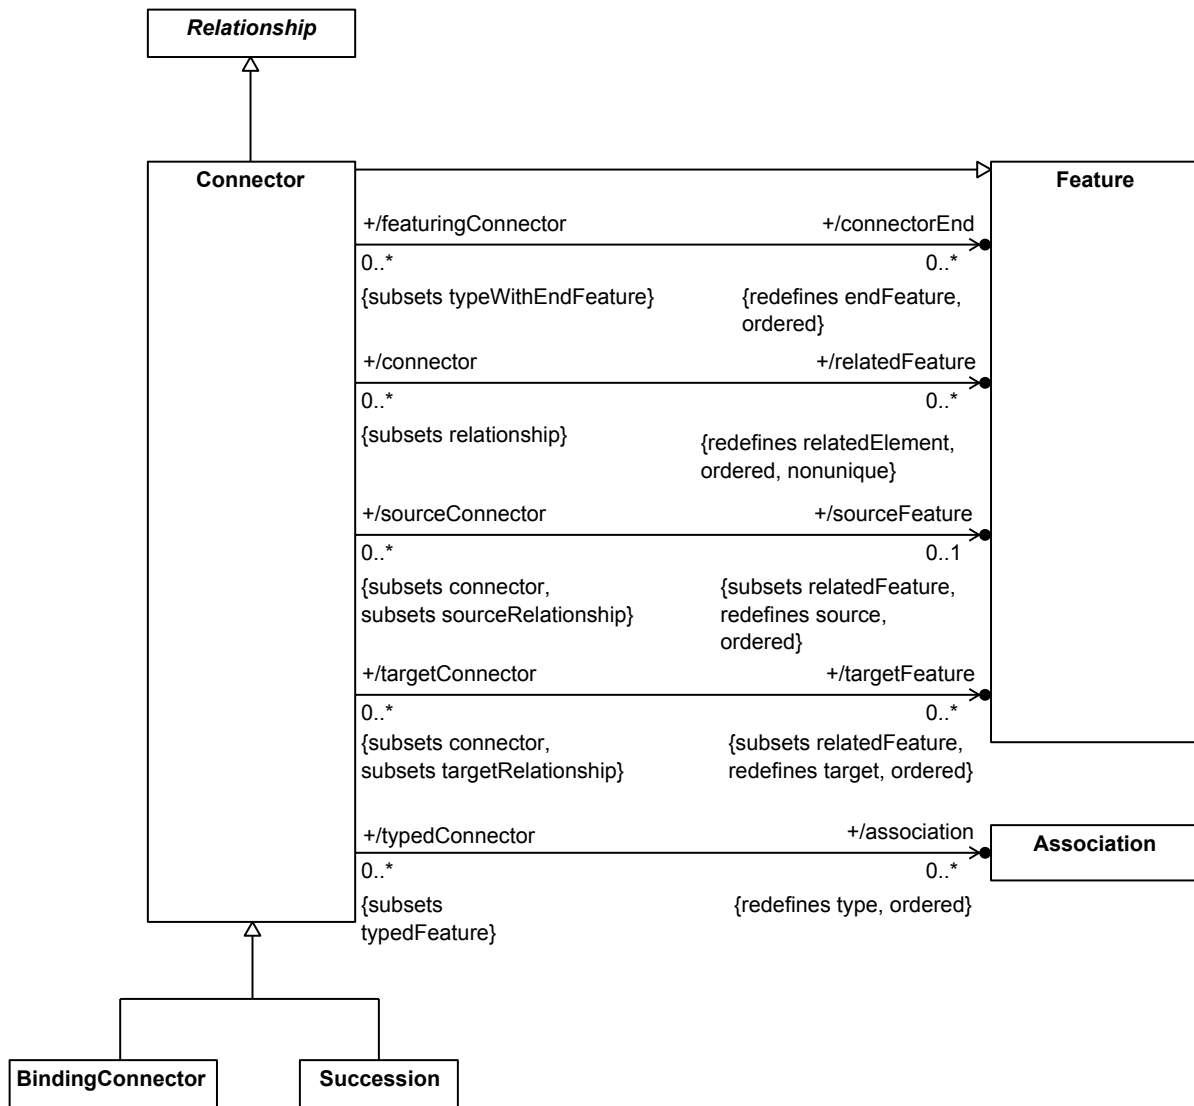 Relationship
Connector
Feature
+/featuringConnector
+/connectorEnd
0..*
0..*
{subsets typeWithEndFeature}
{redefines endFeature,
ordered}
+/connector
+/relatedFeature
0..*
0..*
{subsets relationship}
{redefines relatedElement,
ordered, nonunique}
+/sourceConnector
+/sourceFeature
0..*
0..1
{subsets connector,
subsets sourceRelationship}
{subsets relatedFeature,
redefines source,
ordered}
+/targetConnector
+/targetFeature
0..*
0..*
{subsets connector,
subsets targetRelationship}
{subsets relatedFeature,
redefines target, ordered}
+/typedConnector
+/association
Association
0..*
0..*
{subsets
typedFeature}
{redefines type, ordered}
BindingConnector
Succession